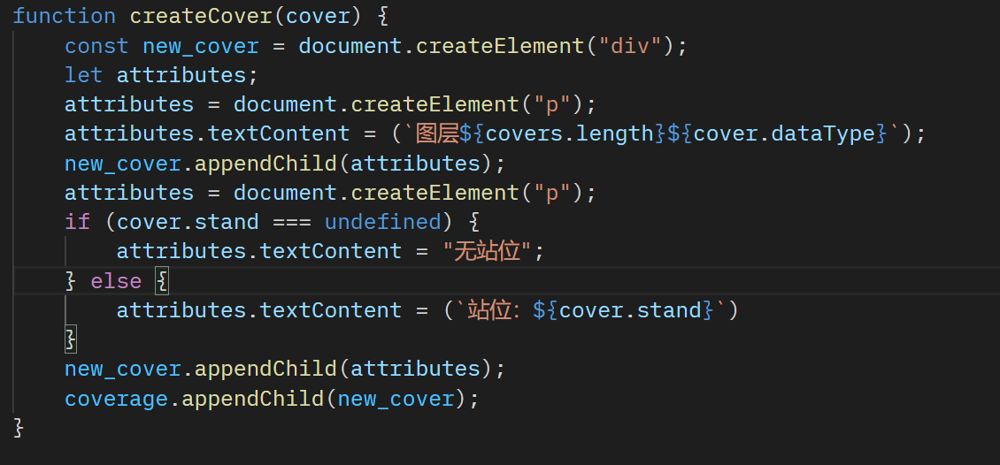 function createCover(cover) {
    const new_cover = document.createElement("div");
    let attributes;
    attributes = document.createElement("p");
    attributes.textContent = (`图层${covers.length}${cover.dataType}`);
    new_cover.appendChild(attributes);
    attributes = document.createElement("p");
    if (cover.stand === undefined) {
        attributes.textContent = "无站位";
    } else {
        attributes.textContent = (`站位：${cover.stand}`)
    }
    new_cover.appendChild(attributes);
    coverage.appendChild(new_cover);
}